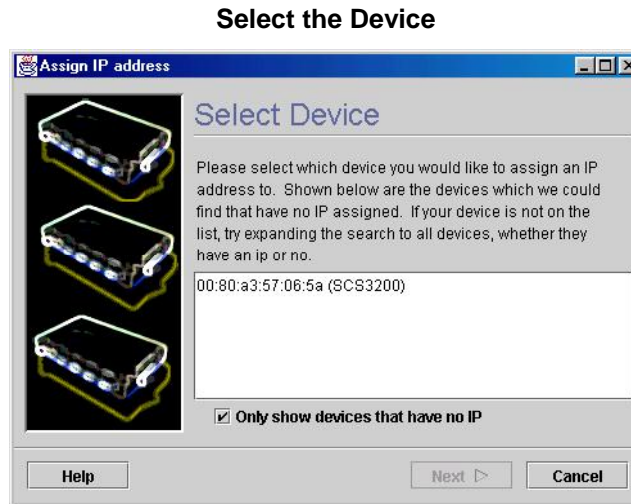 Select the Device
Assign IP address
Select Device
Please select which device you would like to assign an IP
address to. Shown below are the devices which we could
find that have no IP assigned. If your device is not on the
list, try expanding the search to all devices, whether they
have an ip or no.
00:80:a3:57:06:5a (SCS3200)
Only show devices that have no IP
Help
Next
Cancel